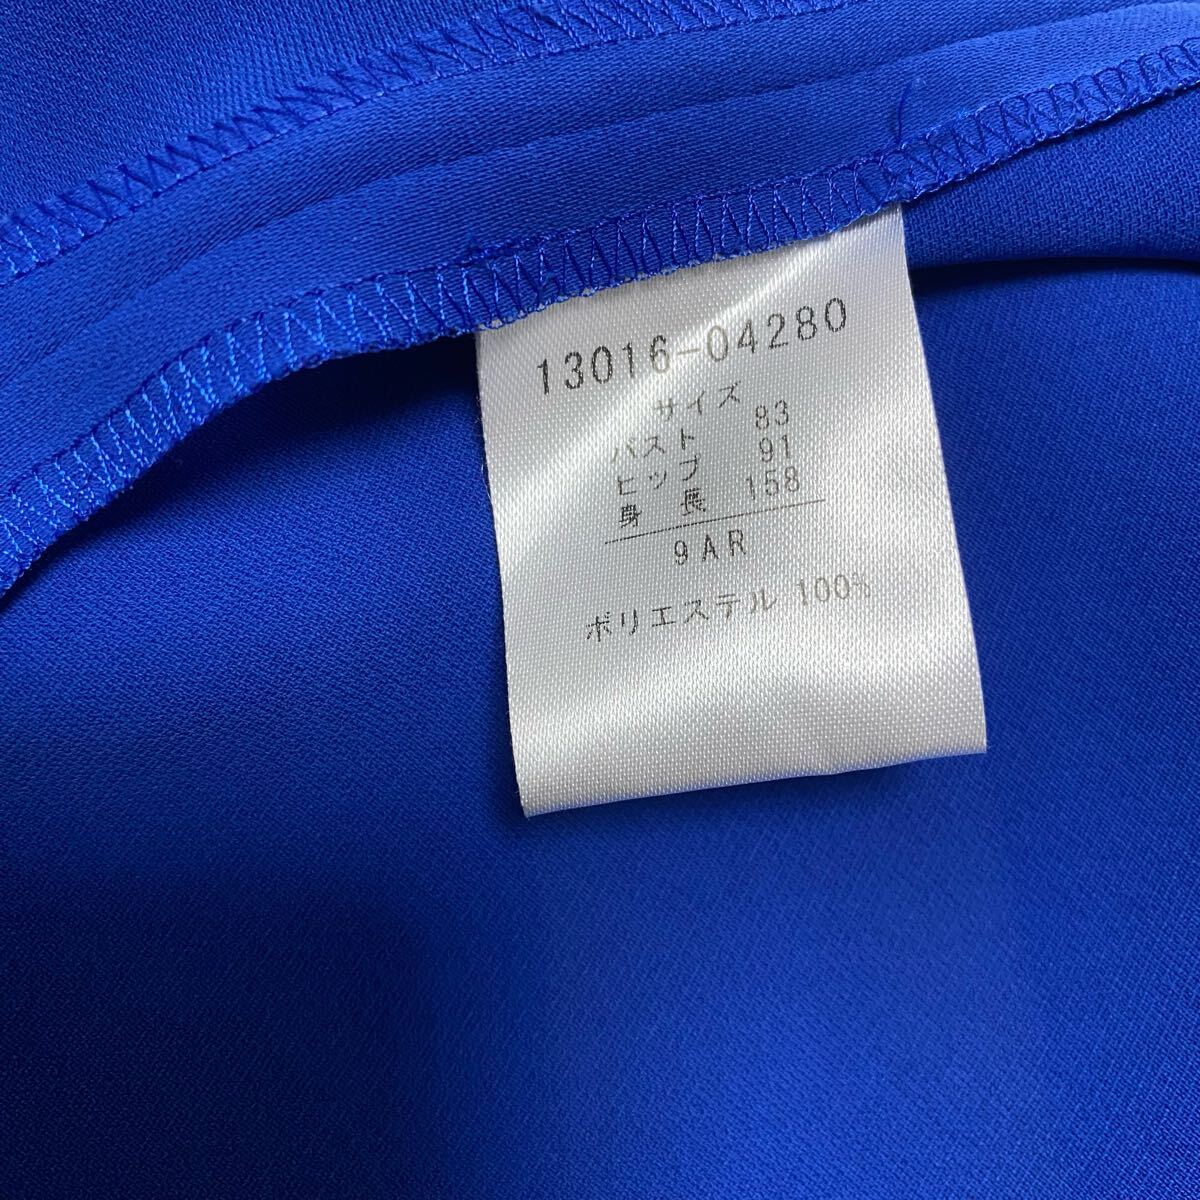 13016-04280
サイズ
バスト 83
ヒップ 91
身長 158
9AR
ポリエステル 100%